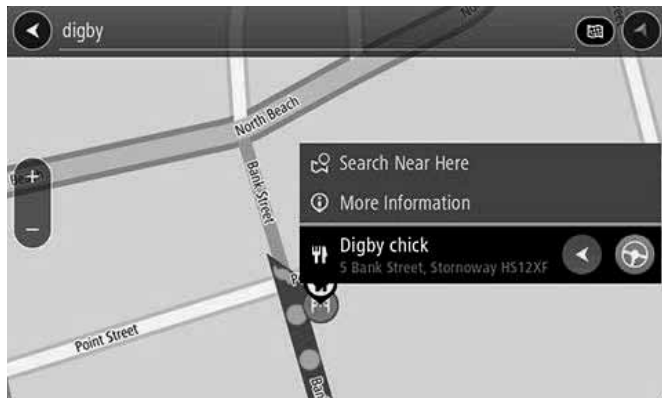 digby
North Beach
Bank Street
Search Near Here
More Information
Digby chick
5 Bank Street, Stornoway HS12XF
Point Street